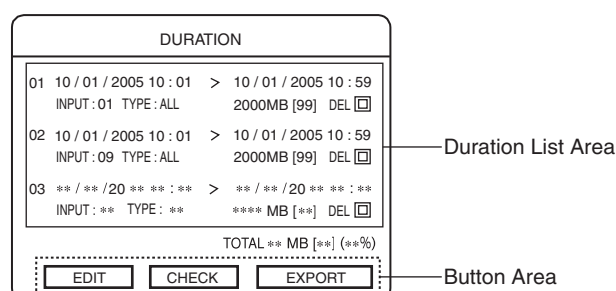 DURATION
01 10 / 01 / 2005 10 : 01 > 10 / 01 / 2005 10 : 59
INPUT : 01 TYPE : ALL 2000MB [99] DEL
02 10 / 01 / 2005 10 : 01 > 10 / 01 / 2005 10 : 59
INPUT : 09 TYPE : ALL 2000MB [99] DEL
Duration List Area
03 ** / ** /20 ** ** : ** > ** / ** /20 ** ** : **
INPUT : ** TYPE : ** **** MB [**] DEL
TOTAL ** MB [**] (**%)
EDIT CHECK EXPORT
Button Area